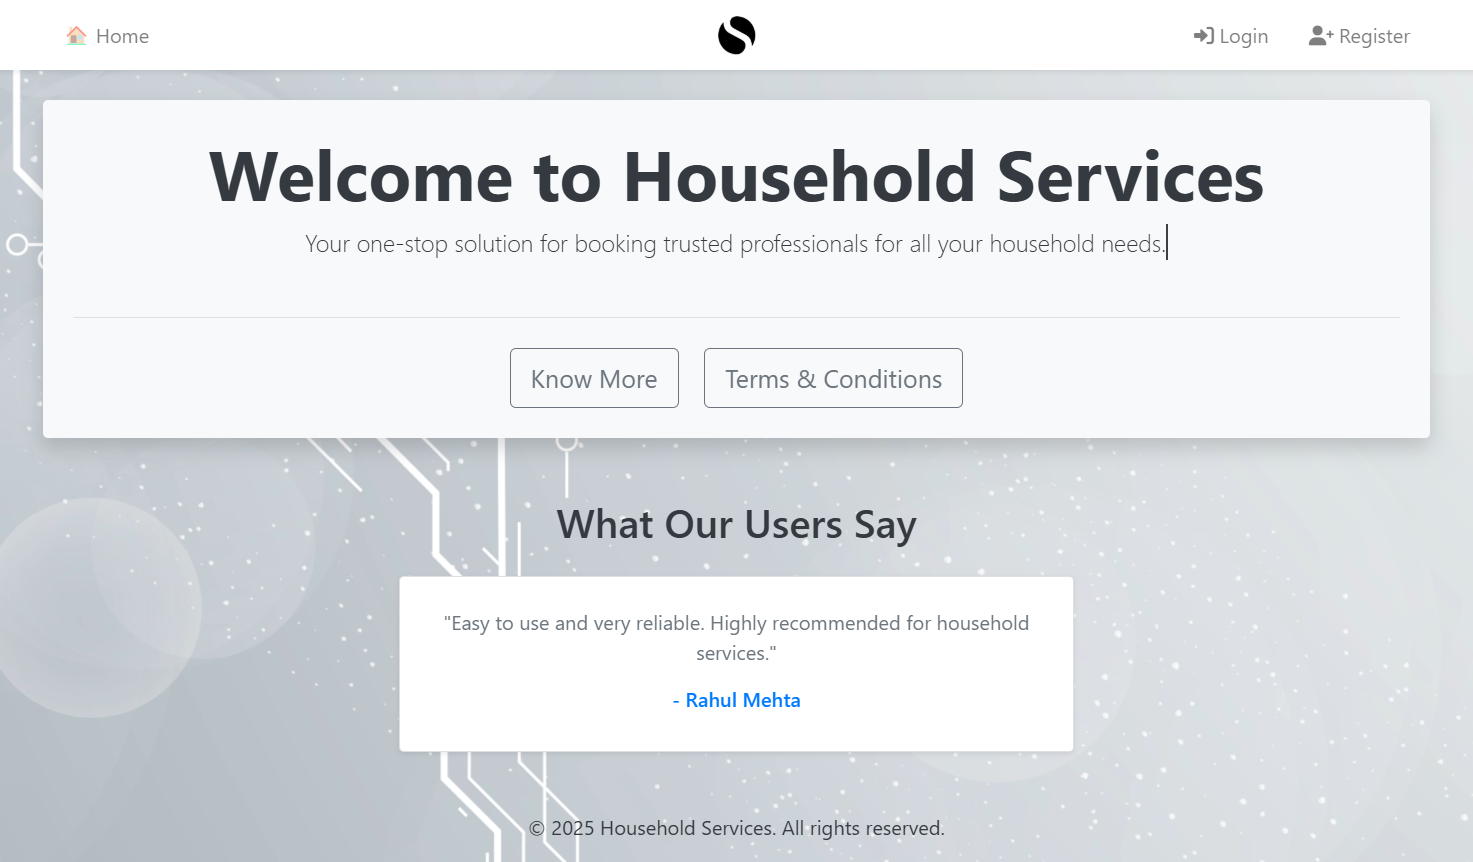 Home
Login
Register
Welcome to Household Services
Your one-stop solution for booking trusted professionals for all your household needs.
Know More
Terms & Conditions
What Our Users Say
"Easy to use and very reliable. Highly recommended for household
services."
- Rahul Mehta
© 2025 Household Services. All rights reserved.